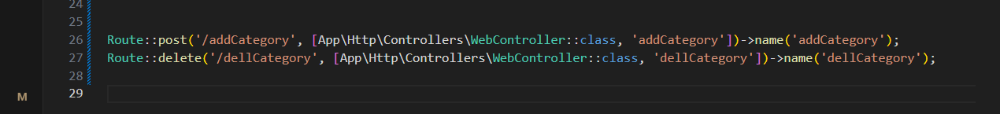 24
25
26 Route::post('/addCategory', [App\Http\Controllers\WebController::class, 'addCategory'])->name('addCategory');
27 Route::delete('/dellCategory', [App\Http\Controllers\WebController::class, 'dellCategory'])->name('dellCategory');
28
M 29